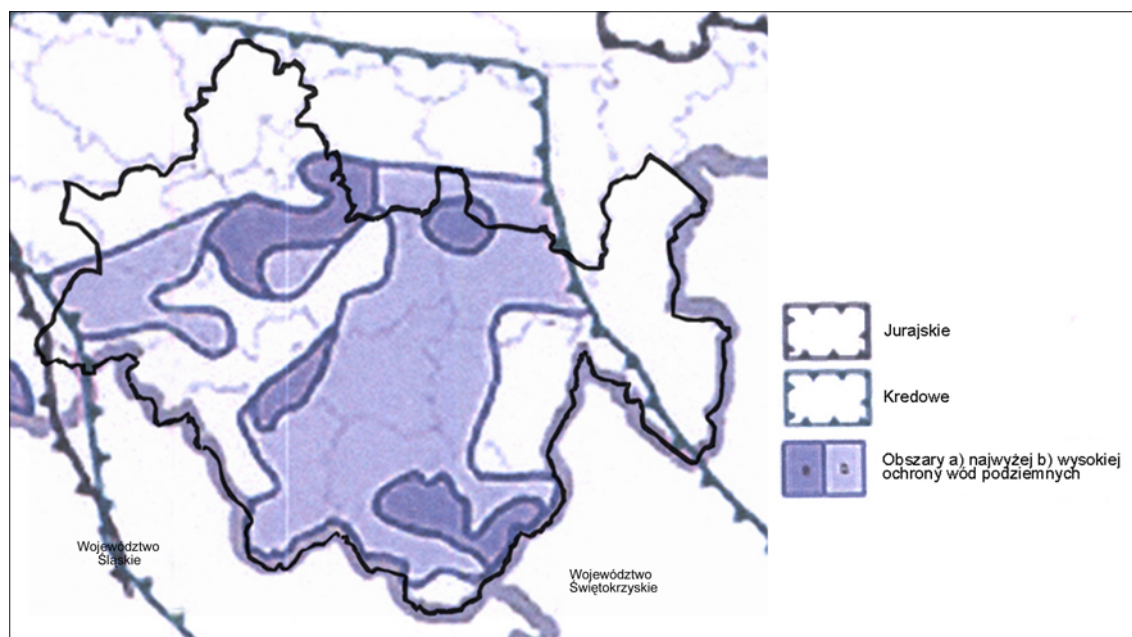 Jurajskie
Kredowe
Obszary a) najwyżej b) wysokiej
ochrony wód podziemnych
Województwo
Śląskie
Województwo
Świętokrzyskie